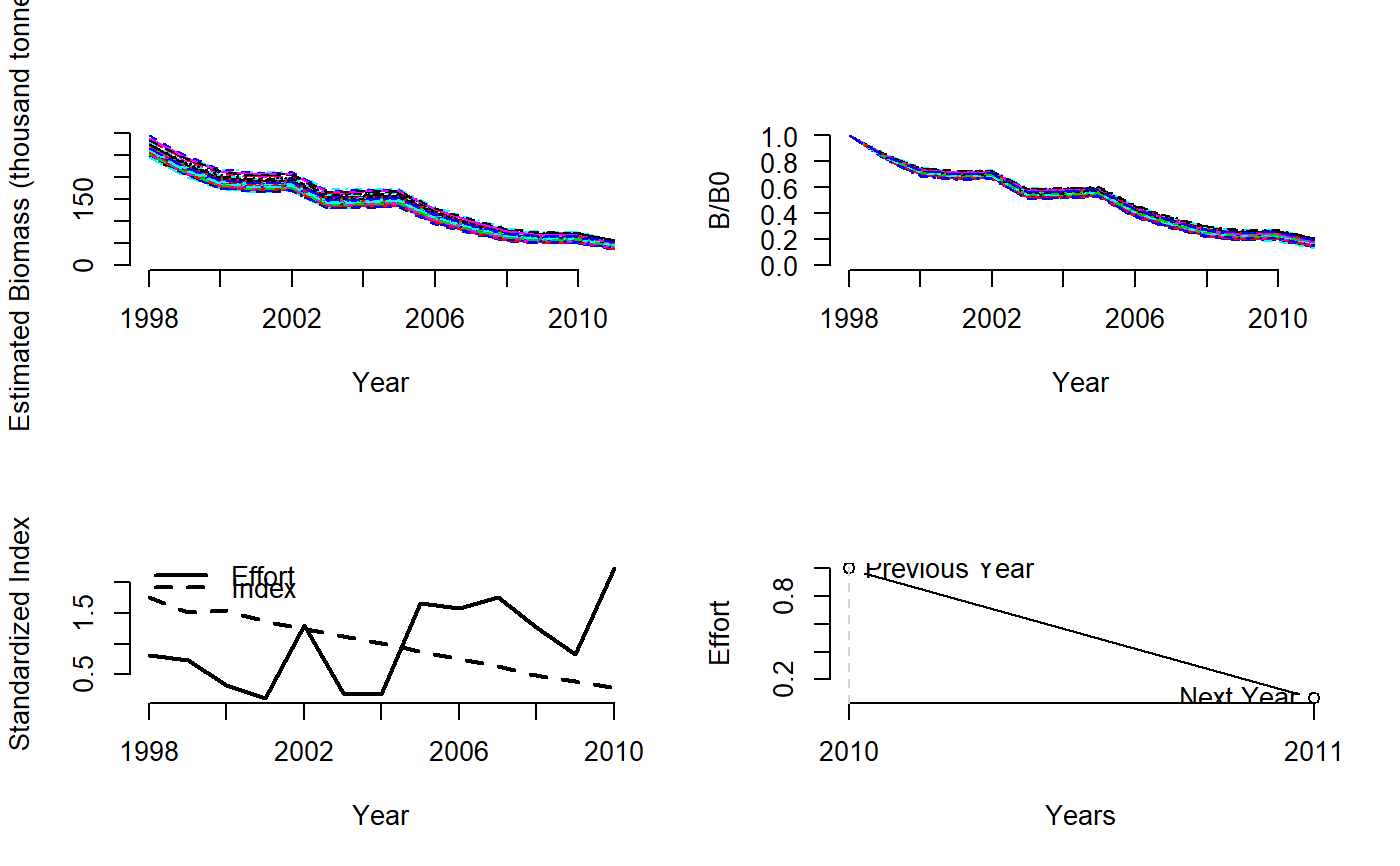 Estimated Biomass (thousand tonne
150
0
1998 2002 2006 2010
Year
B/B0
1.0
0.8
0.6
0.4
0.2
0.0
1998 2002 2006 2010
Year
Standardized Index
1.5
0.5
Effort
Index
1998 2002 2006 2010
Year
Effort
0.8
0.2
Previous Year
Next Year
2010 2011
Years